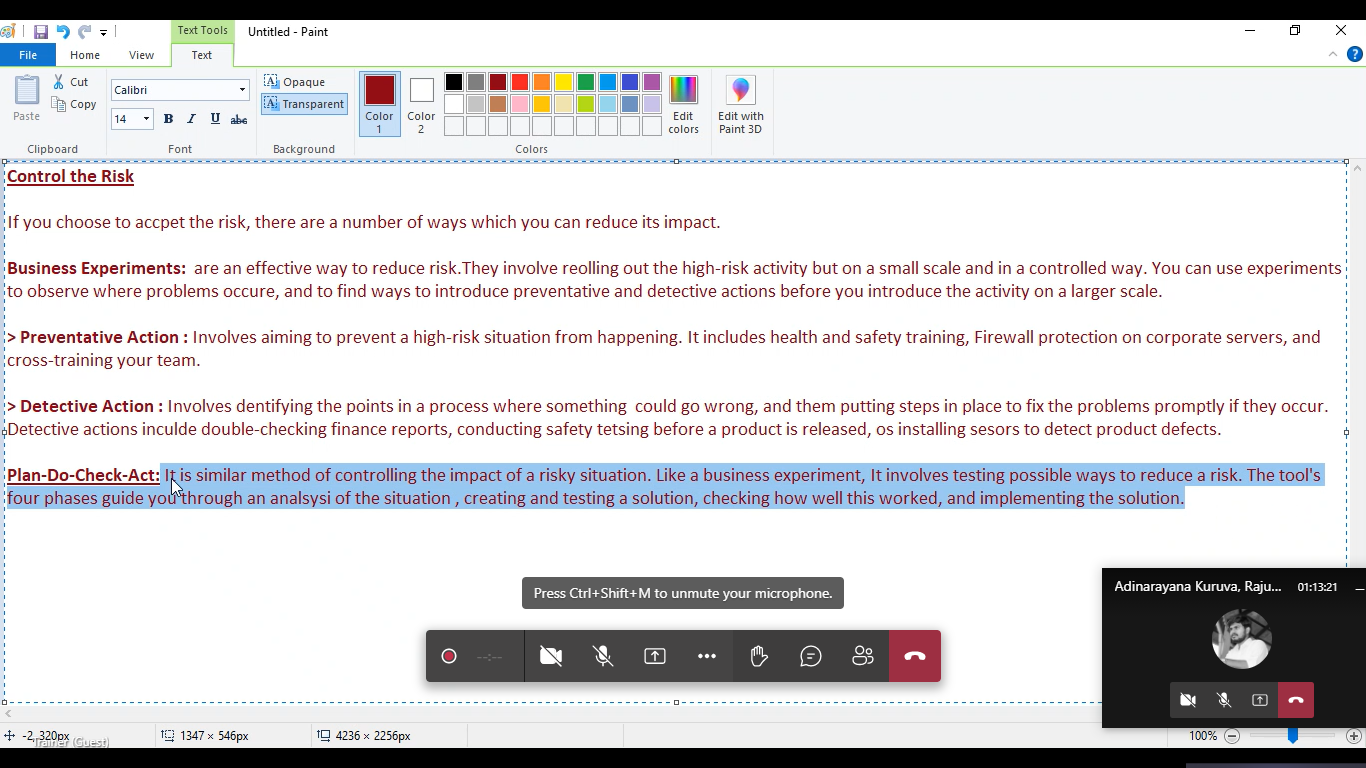 Text Tools
Untitled - Paint
File
Home
View
Text
Paste
Cut
Copy
Clipboard
Calibri
14
B I U abc
Font
Opaque
Transparent
Background
Color 1
Color 2
Edit colors
Colors
Edit with Paint 3D
Control the Risk
If you choose to accpet the risk, there are a number of ways which you can reduce its impact.
Business Experiments: are an effective way to reduce risk.They involve reolling out the high-risk activity but on a small scale and in a controlled way. You can use experiments
to observe where problems occure, and to find ways to introduce preventative and detective actions before you introduce the activity on a larger scale.
> Preventative Action : Involves aiming to prevent a high-risk situation from happening. It includes health and safety training, Firewall protection on corporate servers, and
cross-training your team.
> Detective Action : Involves dentifying the points in a process where something could go wrong, and them putting steps in place to fix the problems promptly if they occur.
Detective actions inculde double-checking finance reports, conducting safety tetsing before a product is released, os installing sesors to detect product defects.
Plan-Do-Check-Act: It is similar method of controlling the impact of a risky situation. Like a business experiment, It involves testing possible ways to reduce a risk. The tool's
four phases guide you through an analsysi of the situation , creating and testing a solution, checking how well this worked, and implementing the solution.
Press Ctrl+Shift+M to unmute your microphone.
--:--
Adinarayana Kuruva, Raju... 01:13:21
-2, 320px
Trainer (Guest)
1347 × 546px
4236 × 2256px
100%